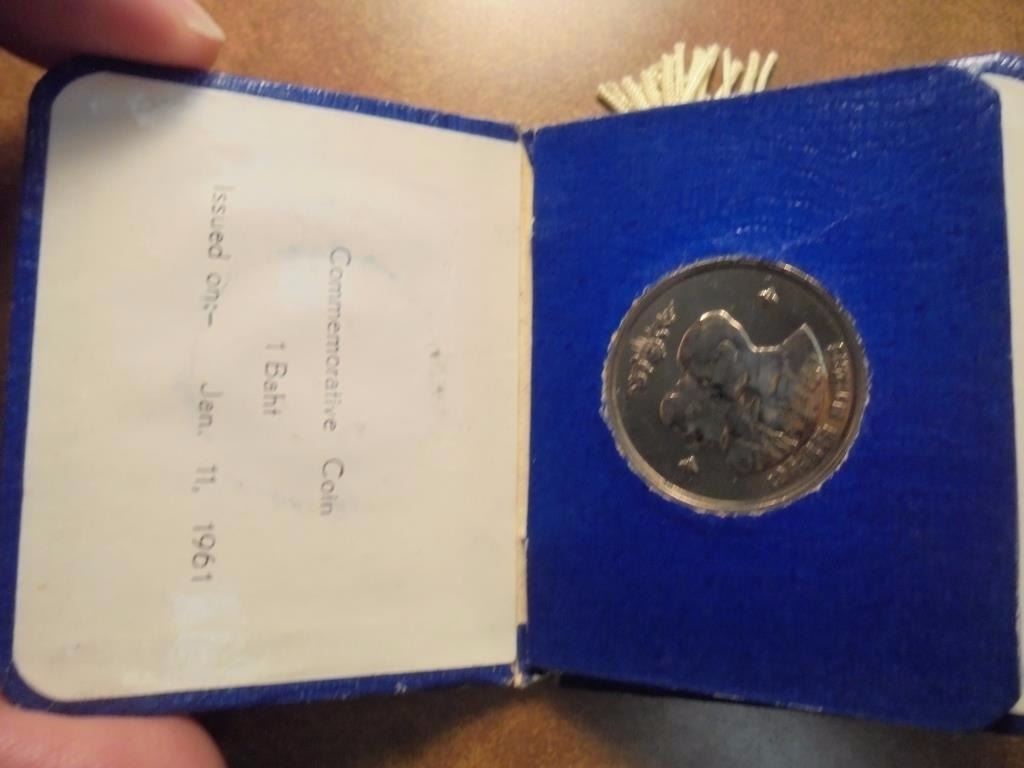 Commemorative Coin
1 Baht
Issued on:- Jan. 11, 1961